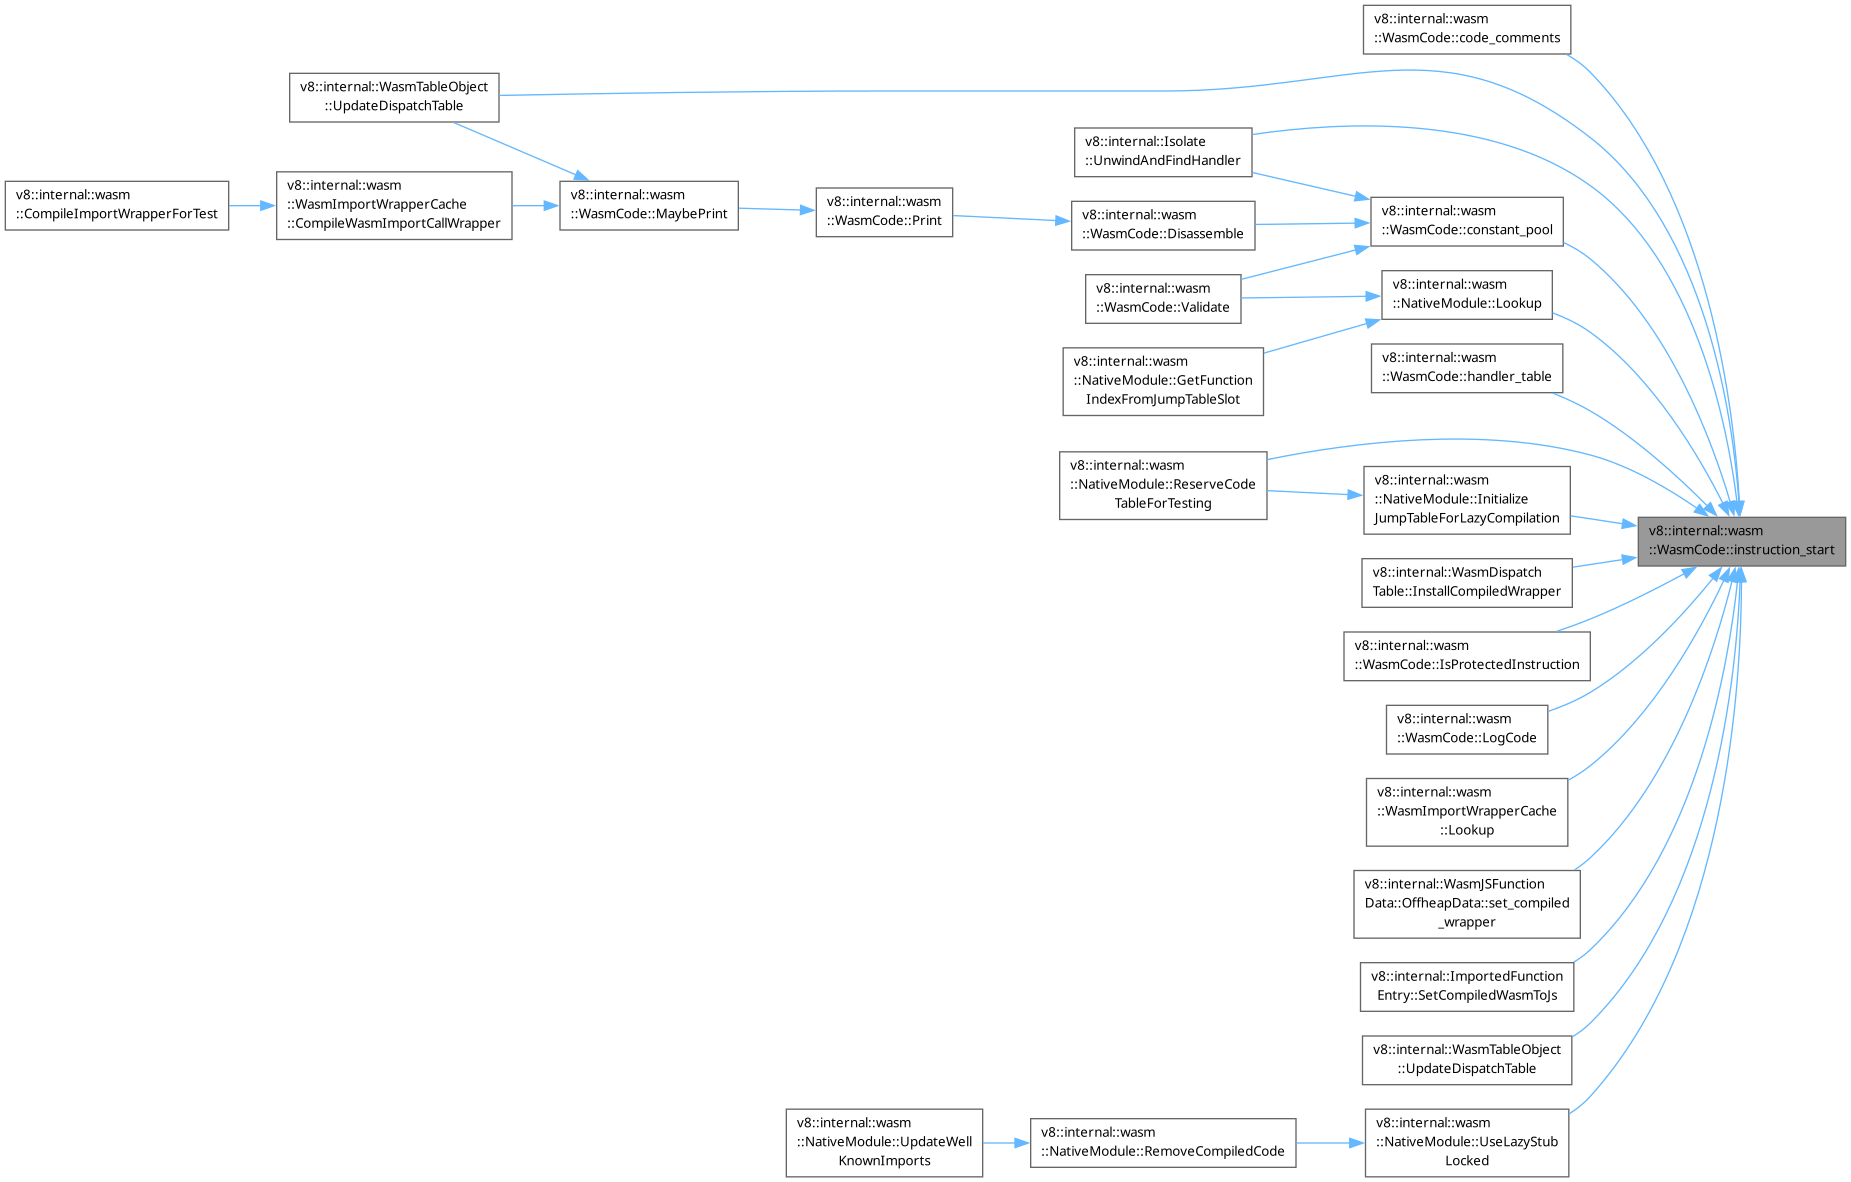 v8::internal::wasm
::WasmCode::code_comments
v8::internal::WasmTableObject
::UpdateDispatchTable
v8::internal::Isolate
::UnwindAndFindHandler
v8::internal::wasm
::CompileImportWrapperForTest
v8::internal::wasm
::WasmImportWrapperCache
::CompileWasmImportCallWrapper
v8::internal::wasm
::WasmCode::MaybePrint
v8::internal::wasm
::WasmCode::Print
v8::internal::wasm
::WasmCode::Disassemble
v8::internal::wasm
::WasmCode::constant_pool
v8::internal::wasm
::WasmCode::Validate
v8::internal::wasm
::NativeModule::Lookup
v8::internal::wasm
::NativeModule::GetFunction
IndexFromJumpTableSlot
v8::internal::wasm
::WasmCode::handler_table
v8::internal::wasm
::NativeModule::ReserveCode
TableForTesting
v8::internal::wasm
::NativeModule::Initialize
JumpTableForLazyCompilation
v8::internal::wasm
::WasmCode::instruction_start
v8::internal::WasmDispatch
Table::InstallCompiledWrapper
v8::internal::wasm
::WasmCode::IsProtectedInstruction
v8::internal::wasm
::WasmCode::LogCode
v8::internal::wasm
::WasmImportWrapperCache
::Lookup
v8::internal::WasmJSFunction
Data::OffheapData::set_compiled
_wrapper
v8::internal::ImportedFunction
Entry::SetCompiledWasmToJs
v8::internal::WasmTableObject
::UpdateDispatchTable
v8::internal::wasm
::NativeModule::UpdateWell
KnownImports
v8::internal::wasm
::NativeModule::RemoveCompiledCode
v8::internal::wasm
::NativeModule::UseLazyStub
Locked